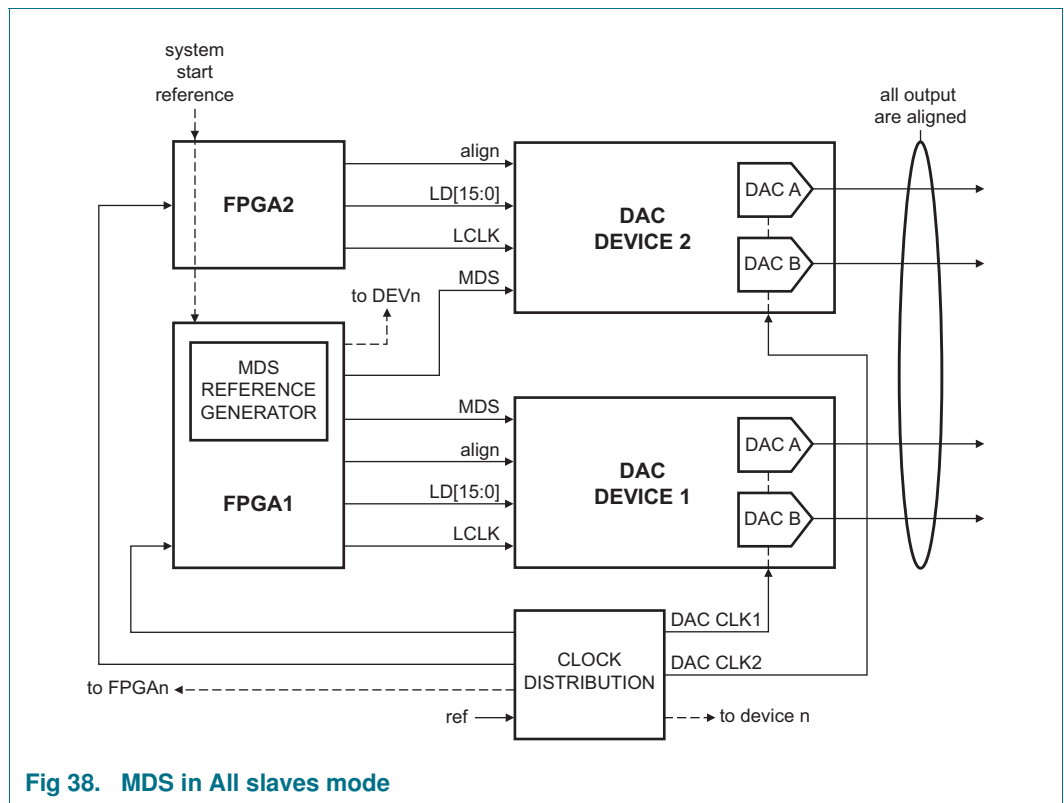 system
start
reference
all output
are aligned
FPGA2
align
LD[15:0]
LCLK
MDS
DAC
DEVICE 2
DAC A
DAC B
to DEVn
MDS
REFERENCE
GENERATOR
FPGA1
MDS
align
LD[15:0]
LCLK
DAC
DEVICE 1
DAC A
DAC B
CLOCK
DISTRIBUTION
DAC CLK1
DAC CLK2
to FPGAn
ref
to device n
Fig 38. MDS in All slaves mode